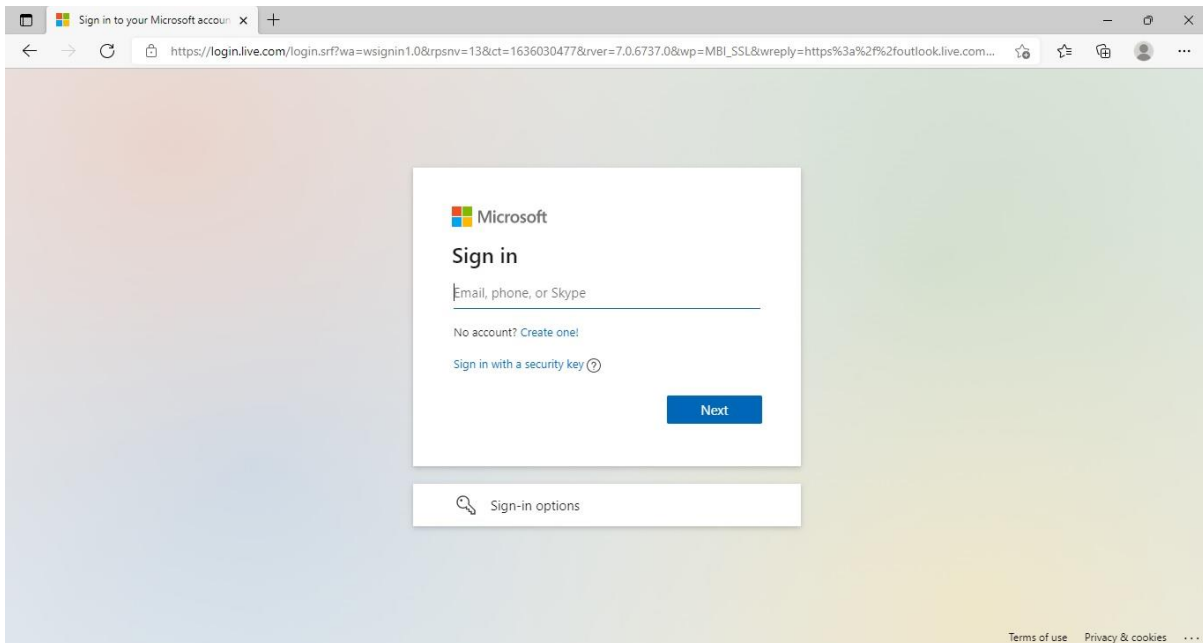 Sign in to your Microsoft accoun
https://login.live.com/login.srf?wa=wsignin1.0&rpsnv=13&ct=1636030477&rver=7.0.6737.0&wp=MBI_SSL&wreply=https%3a%2f%2foutlook.live.com...
Microsoft
Sign in
Email, phone, or Skype
No account? Create one!
Sign in with a security key
Next
Sign-in options
Terms of use Privacy & cookies ...